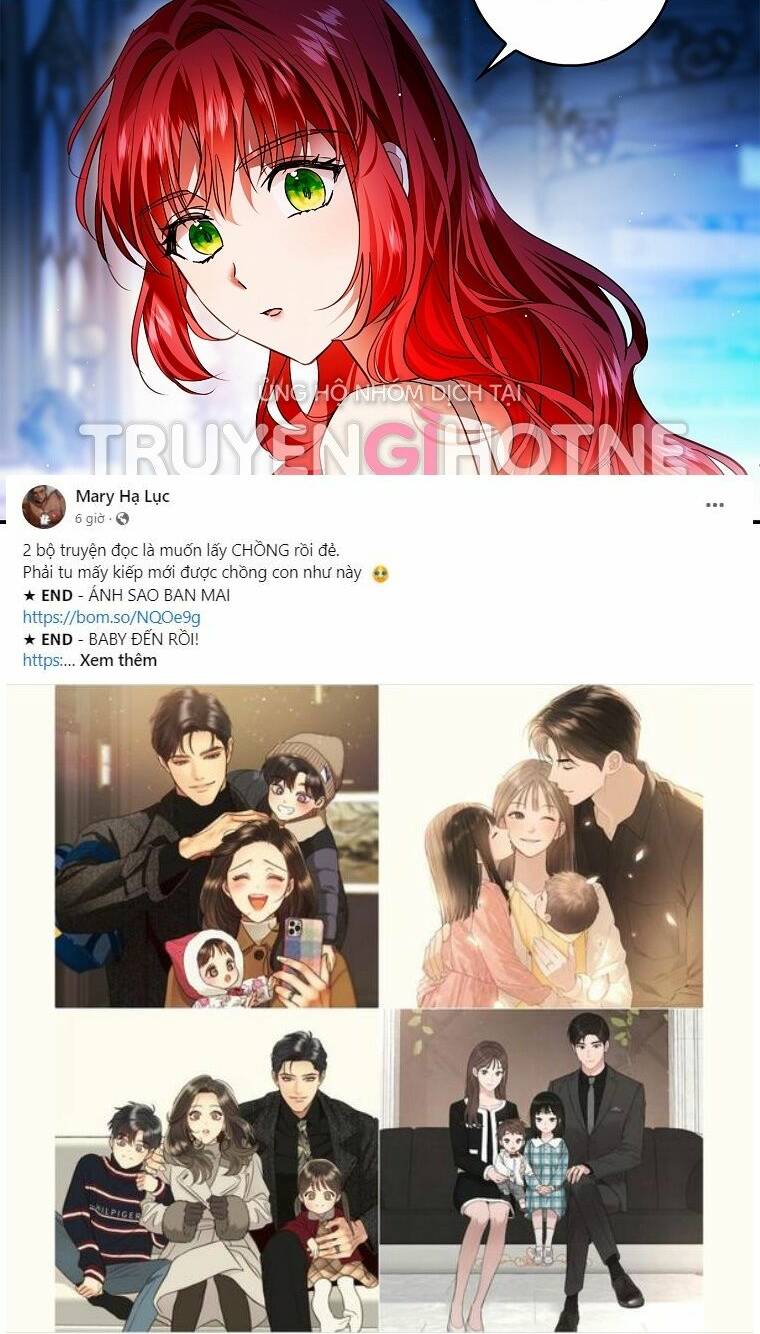 ỦNG HỘ NHÓM DỊCH TẠI
TRUYENGIHOTNE
Mary Hạ Lục
6 giờ ·
2 bộ truyện đọc là muốn lấy CHỒNG rồi đẻ.
Phải tu mấy kiếp mới được chồng con như này 🥹
★ END - ÁNH SAO BAN MAI
https://bom.so/NQOe9g
★ END - BABY ĐẾN RỒI!
https:... Xem thêm
HILPIGER